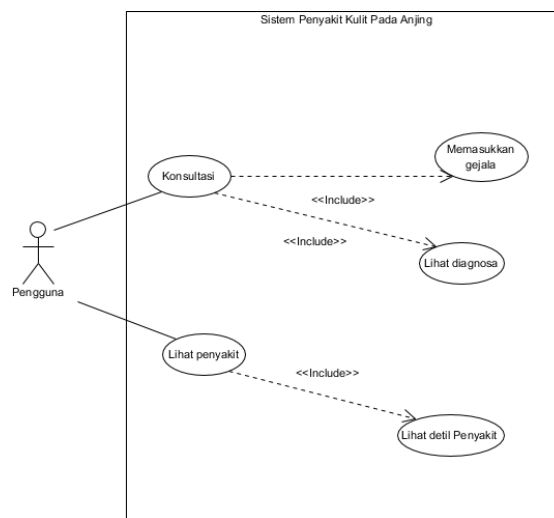 Sistem Penyakit Kulit Pada Anjing
Memasukkan
gejala
Konsultasi
<<Include>>
<<Include>>
Lihat diagnosa
Pengguna
Lihat penyakit
<<Include>>
Lihat detil Penyakit